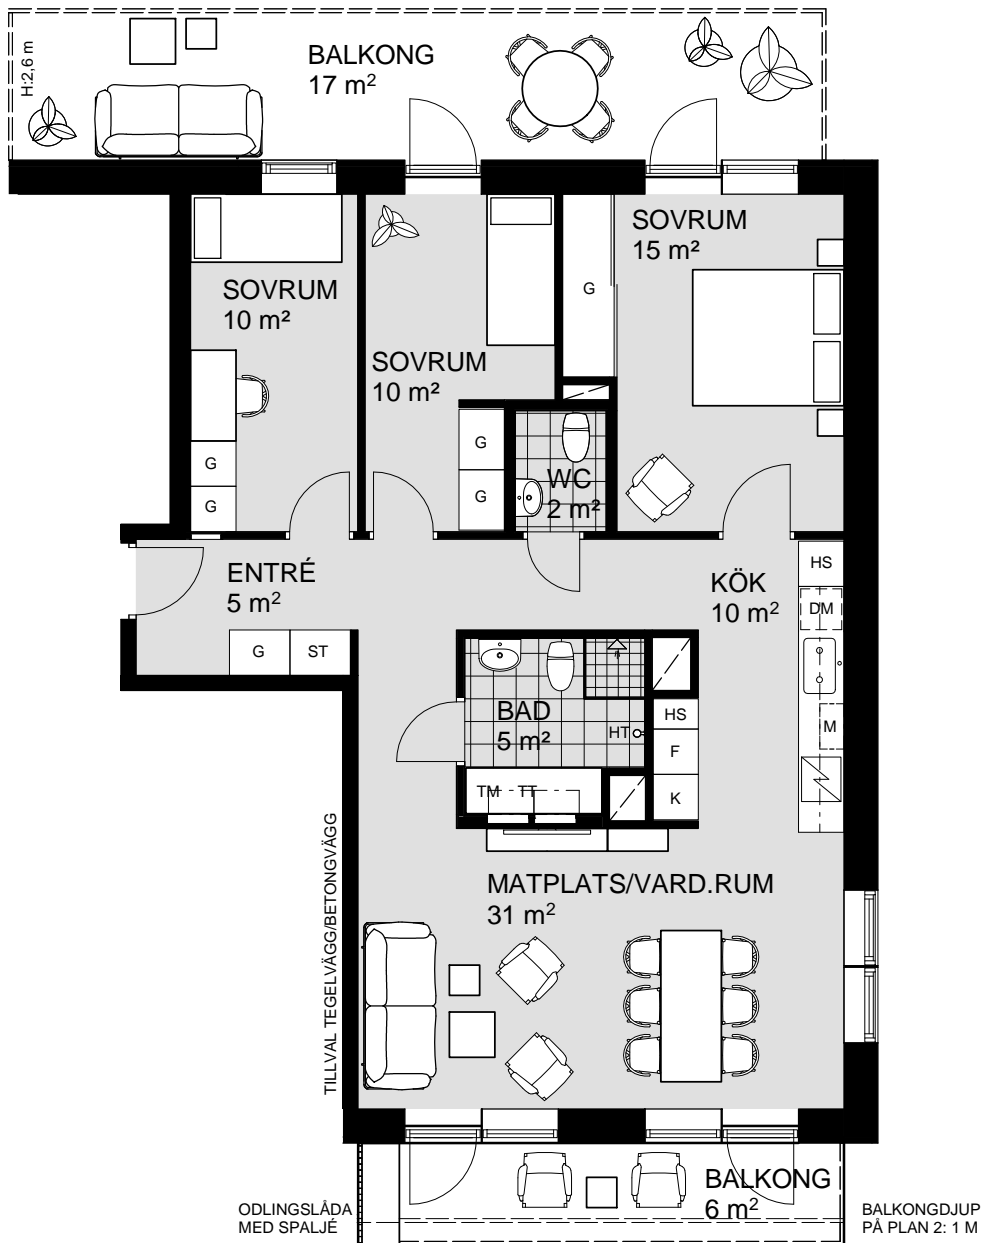 H:2,6 m
BALKONG
17 m²
SOVRUM
15 m²
G
SOVRUM
10 m²
SOVRUM
10 m²
G
G
G
G
WC
2 m²
ENTRÉ
5 m²
KÖK
10 m²
HS
DM
G
ST
BAD
5 m²
HT
HS
F
K
M
TM
TT
TILLVAL TEGELVÄGG/BETONGVÄGG
MATPLATS/VARD.RUM
31 m²
BALKONG
6 m²
ODLINGSLÅDA
MED SPALJÉ
BALKONGDJUP
PÅ PLAN 2: 1 M